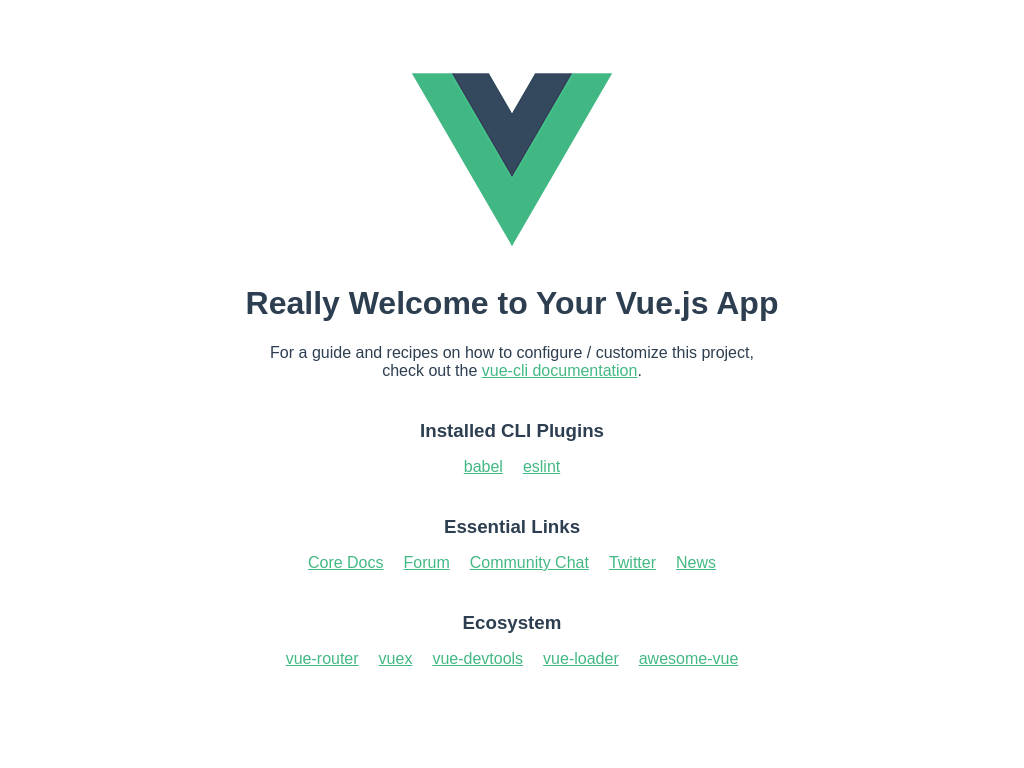 Really Welcome to Your Vue.js App
For a guide and recipes on how to configure / customize this project,
check out the vue-cli documentation.
Installed CLI Plugins
babel eslint
Essential Links
Core Docs Forum Community Chat Twitter News
Ecosystem
vue-router vuex vue-devtools vue-loader awesome-vue